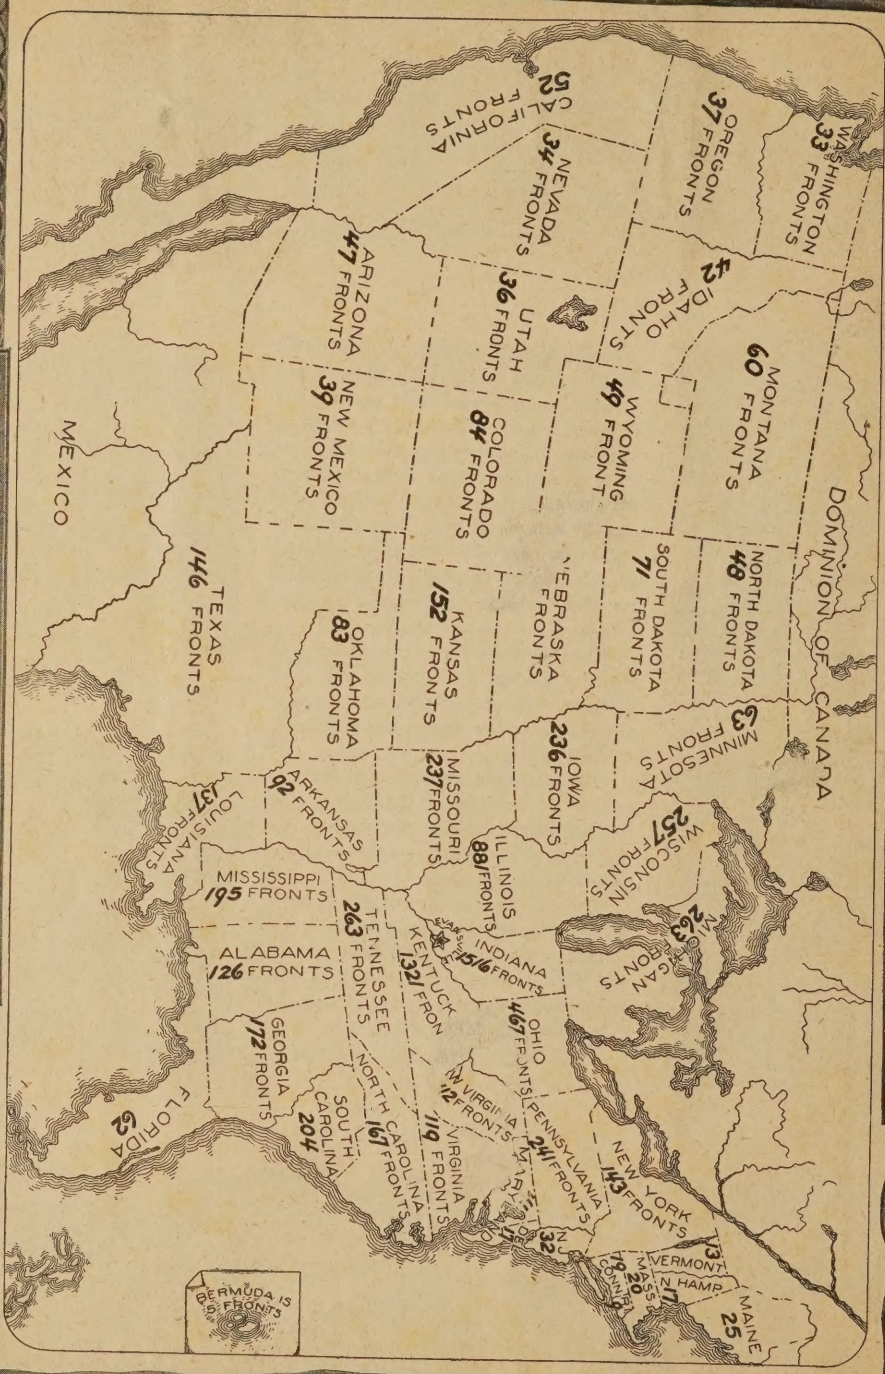 WASHINGTON
33 FRONTS
OREGON
37 FRONTS
52
CALIFORNIA
FRONTS
NEVADA
34 FRONTS
42
IDAHO
FRONTS
MONTANA
60 FRONTS
WYOMING
49 FRONT
UTAH
36 FRONTS
COLORADO
84 FRONTS
ARIZONA
47 FRONTS
NEW MEXICO
39 FRONTS
DOMINION OF CANADA
NORTH DAKOTA
48 FRONTS
SOUTH DAKOTA
71 FRONTS
EBRASKA
FRONTS
KANSAS
152 FRONTS
OKLAHOMA
83 FRONTS
TEXAS
146 FRONTS
MEXICO
63
MINNESOTA
FRONTS
IOWA
236 FRONTS
MISSOURI
237 FRONTS
ARKANSAS
92 FRONTS
LOUISIANA
137 FRONTS
WISCONSIN
257 FRONTS
ILLINOIS
881 FRONTS
MICHIGAN
263
FRONTS
INDIANA
1516 FRONTS
OHIO
467 FRONTS
KENTUCK
1321 FRON
TENNESSEE
263 FRONTS
MISSISSIPPI
195 FRONTS
ALABAMA
126 FRONTS
GEORGIA
172 FRONTS
FLORIDA
62
SOUTH
CAROLINA
204
NORTH CAROLINA
167 FRONTS
VIRGINIA
119 FRONTS
W VIRGINIA
FRONTS
PENNSYLVANIA
241 FRONTS
NEW YORK
143 FRONTS
32
13
VERMONT
N HAMP
17
MASS
20
CONN
19
MAINE
25
BERMUDA IS
5 FRONTS